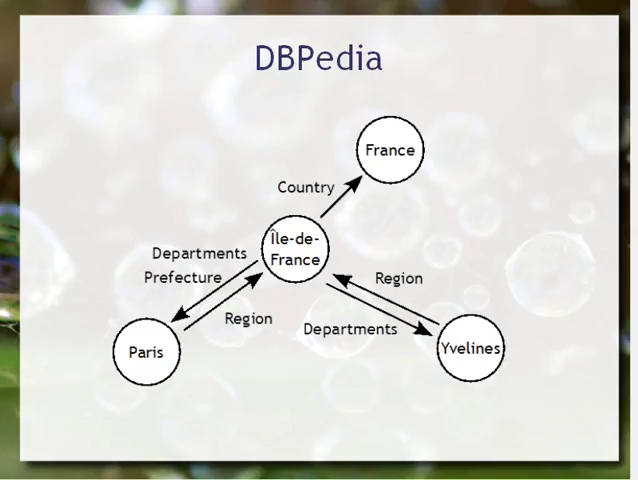 DBPedia
France
Country
Île-de-
France
Departments
Prefecture
Region
Region
Departments
Paris
Yvelines